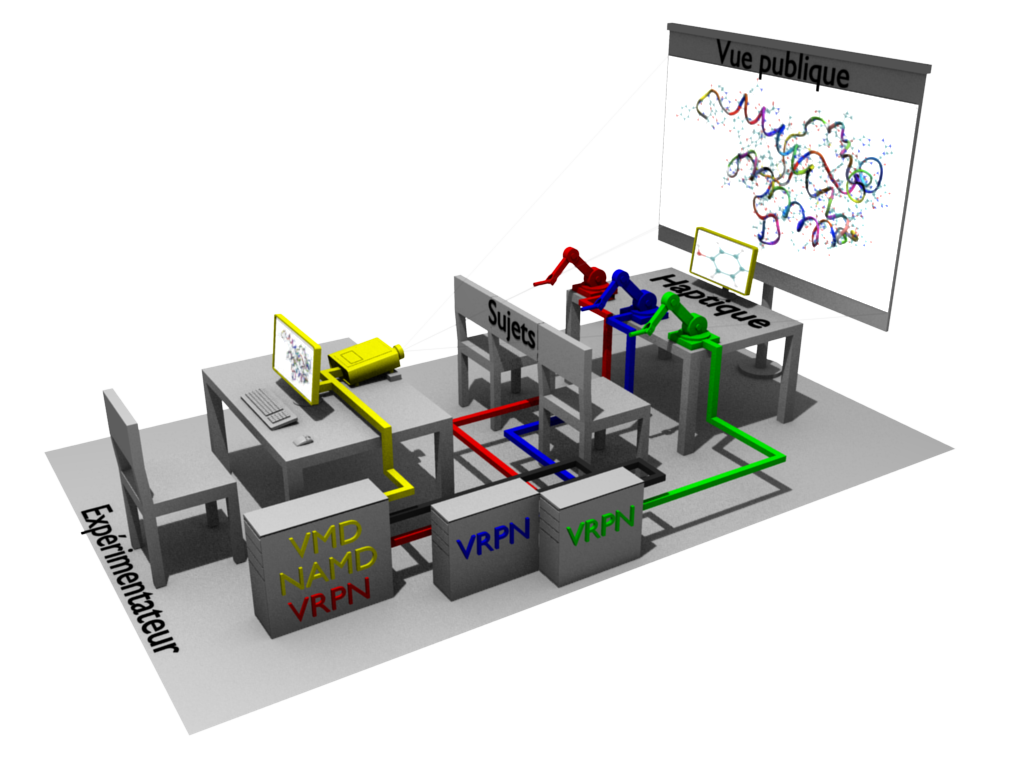 Vue publique
Haptique
Sujets
Expérimentateur
VMD
NAMD
VRPN
VRPN
VRPN